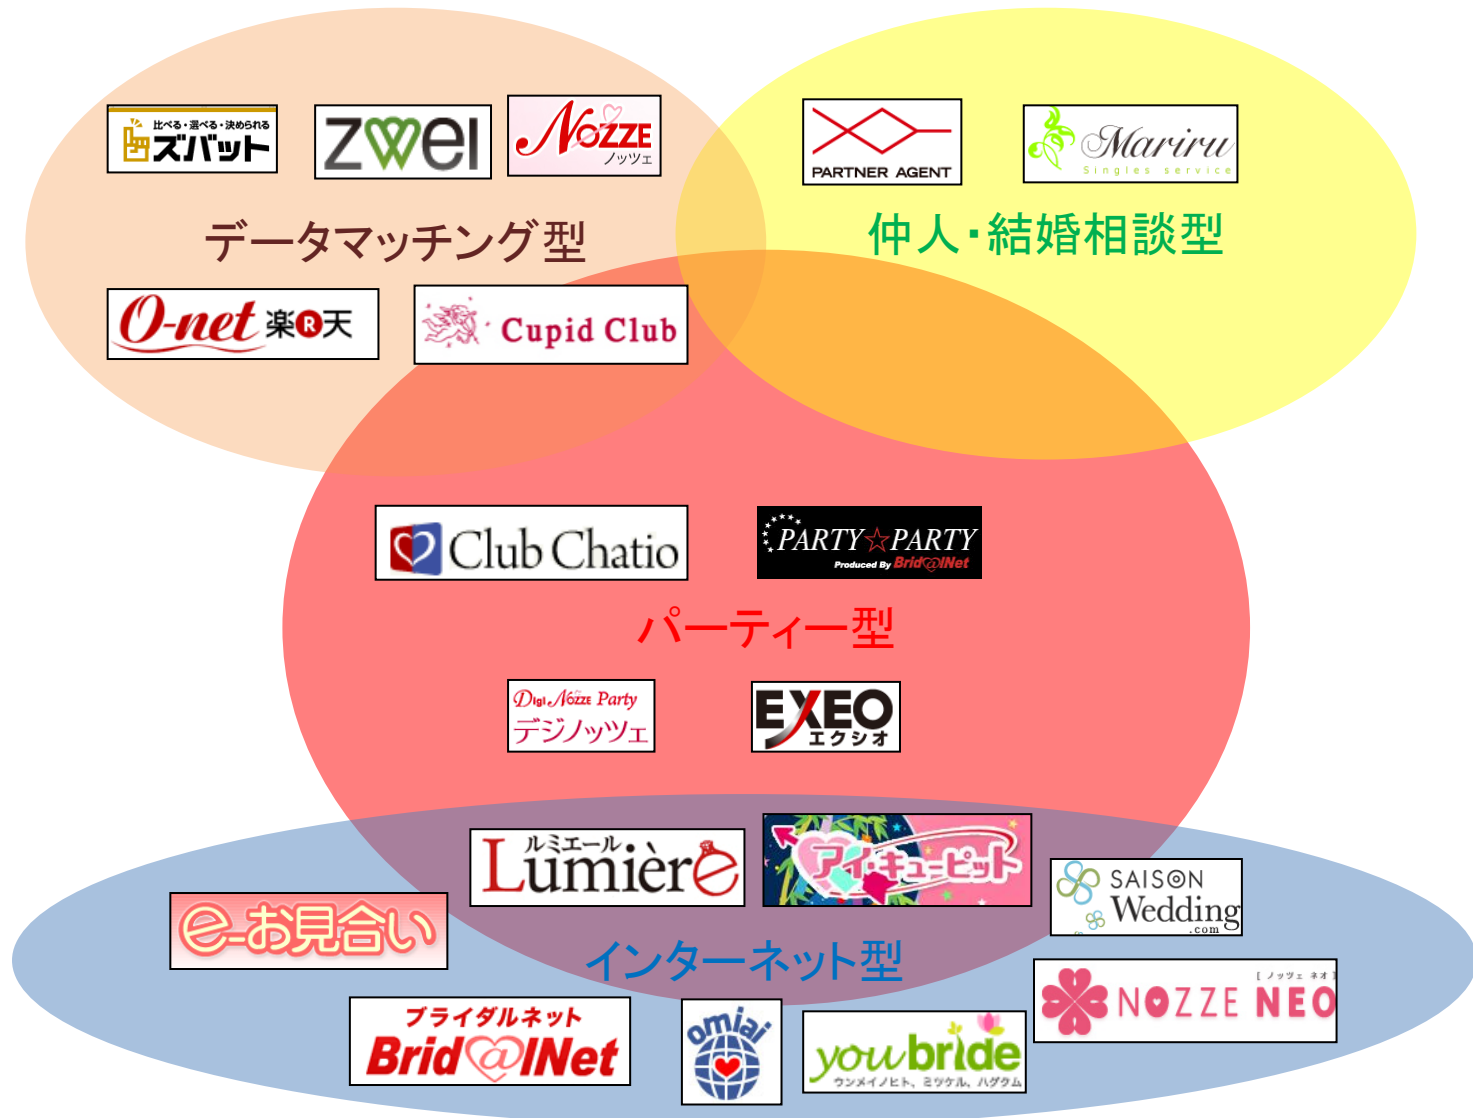 比べる・選べる・決められる
ズバット
zwei
NOZZE
ノッツェ
PARTNER AGENT
Mariru
Singles service
データマッチング型
仲人・結婚相談型
O-net 楽R天
Cupid Club
Club Chatio
PARTY☆PARTY
Produced By Brid@lNet
パーティー型
Digi Nozze Party
デジノッツェ
EXEO
エクシオ
ルミエール
Lumière
アイ・キューピット
SAISON
Wedding
.com
e-お見合い
インターネット型
[ノッツェ ネオ]
NOZZE NEO
ブライダルネット
Brid@lNet
omiai
youbride
ウンメイノヒト、ミツケル、ハグクム